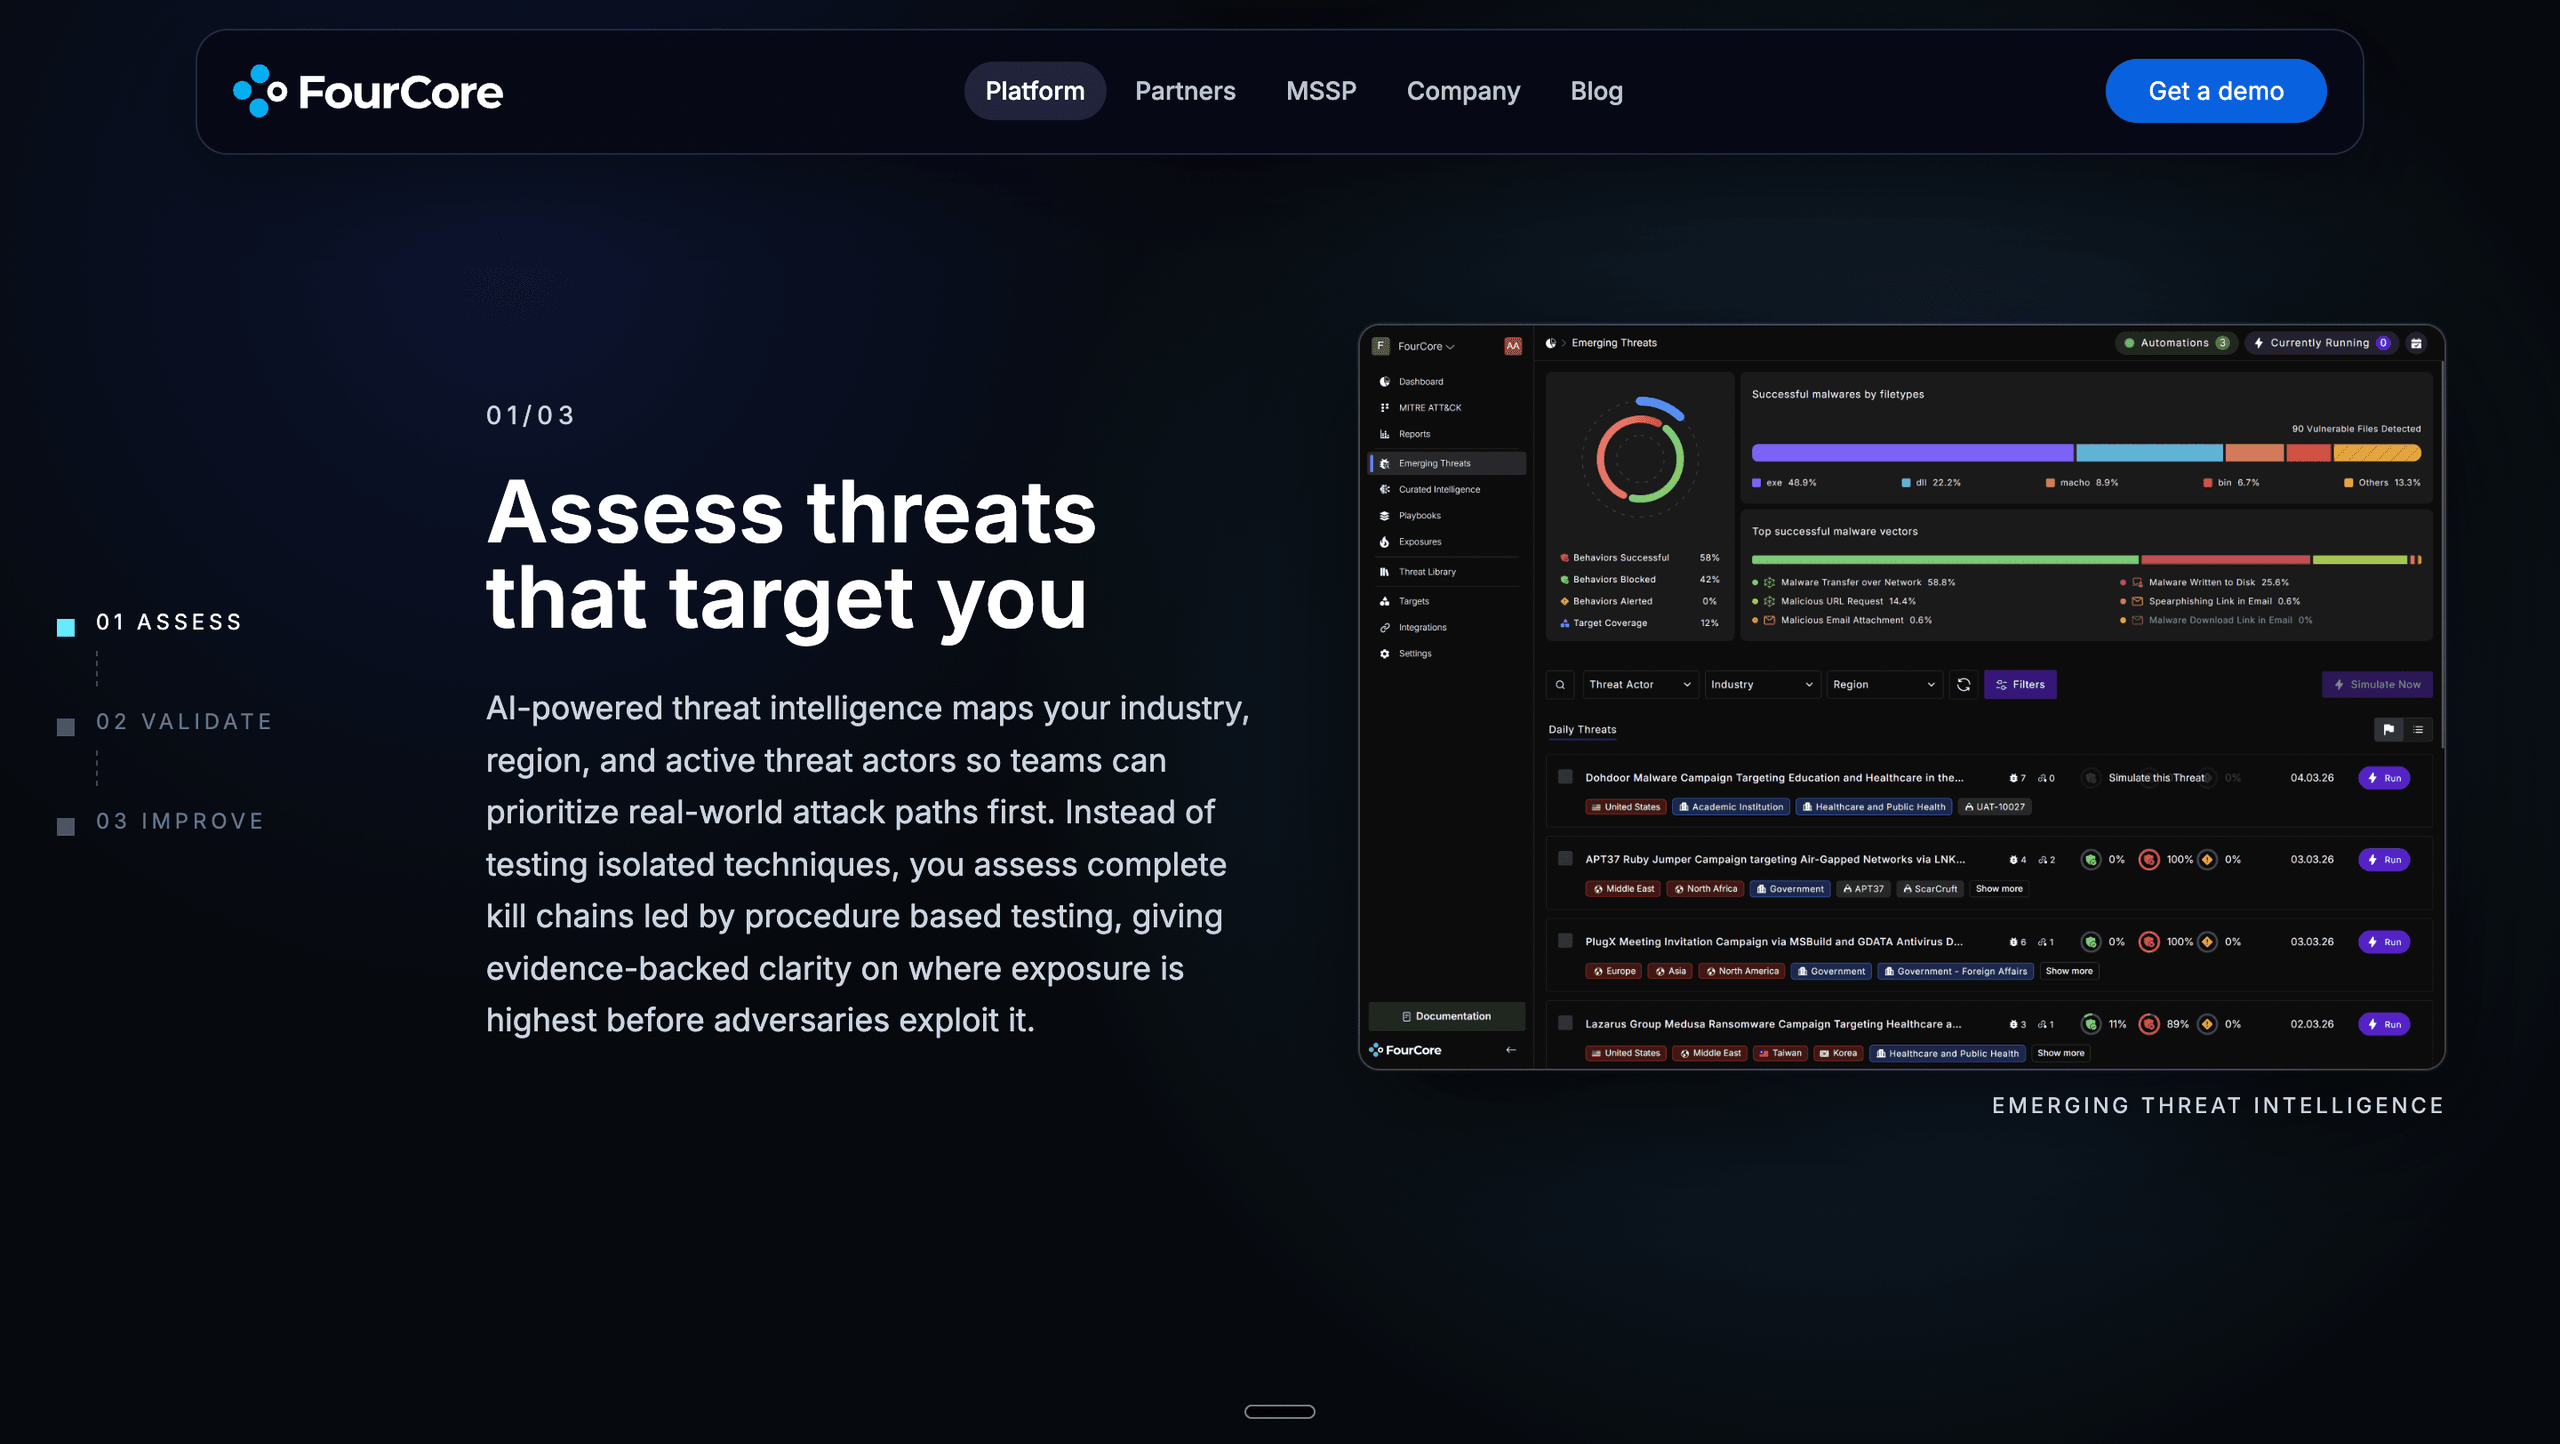 FourCore
Platform
Partners
MSSP
Company
Blog
Get a demo
01 ASSESS
02 VALIDATE
03 IMPROVE
01/03
Assess threats
that target you
AI-powered threat intelligence maps your industry,
region, and active threat actors so teams can
prioritize real-world attack paths first. Instead of
testing isolated techniques, you assess complete
kill chains led by procedure based testing, giving
evidence-backed clarity on where exposure is
highest before adversaries exploit it.
F FourCore AA
Dashboard
MITRE ATT&CK
Reports
Emerging Threats
Curated Intelligence
Playbooks
Exposures
Threat Library
Targets
Integrations
Settings
Documentation
FourCore
Emerging Threats
Automations 3
Currently Running 0
Behaviors Successful 58%
Behaviors Blocked 42%
Behaviors Alerted 0%
Target Coverage 12%
Successful malwares by filetypes
90 Vulnerable Files Detected
exe 48.9% dll 22.2% macho 8.9% bin 6.7% Others 13.3%
Top successful malware vectors
Malware Transfer over Network 58.8% Malware Written to Disk 25.6%
Malicious URL Request 14.4% Spearphishing Link in Email 0.6%
Malicious Email Attachment 0.6% Malware Download Link in Email 0%
Threat Actor Industry Region Filters Simulate Now
Daily Threats
Dohdoor Malware Campaign Targeting Education and Healthcare in the... 7 0 Simulate this Threat 0% 04.03.26 Run
United States Academic Institution Healthcare and Public Health UAT-10027
APT37 Ruby Jumper Campaign targeting Air-Gapped Networks via LNK... 4 2 0% 100% 0% 03.03.26 Run
Middle East North Africa Government APT37 ScarCruft Show more
PlugX Meeting Invitation Campaign via MSBuild and GDATA Antivirus D... 6 1 0% 100% 0% 03.03.26 Run
Europe Asia North America Government Government - Foreign Affairs Show more
Lazarus Group Medusa Ransomware Campaign Targeting Healthcare a... 3 1 11% 89% 0% 02.03.26 Run
United States Middle East Taiwan Korea Healthcare and Public Health Show more
EMERGING THREAT INTELLIGENCE